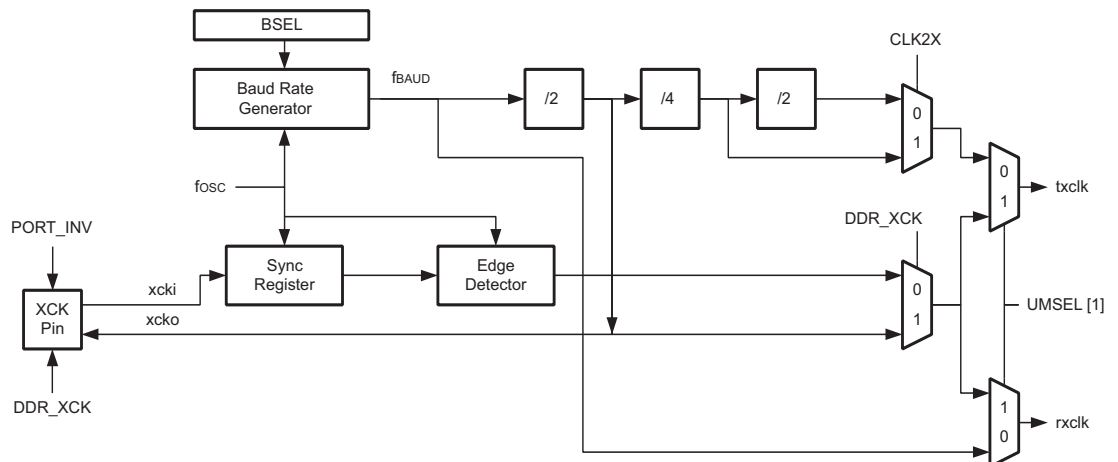 BSEL
CLK2X
Baud Rate
Generator
fBAUD
/2
/4
/2
0
1
0
1
txclk
fOSC
PORT_INV
DDR_XCK
Sync
Register
Edge
Detector
xcki
XCK
Pin
0
1
UMSEL [1]
xcko
DDR_XCK
1
0
rxclk